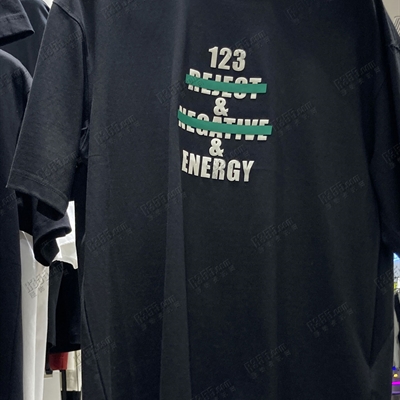 123
REJECT
&
NEGATIVE
&
ENERGY